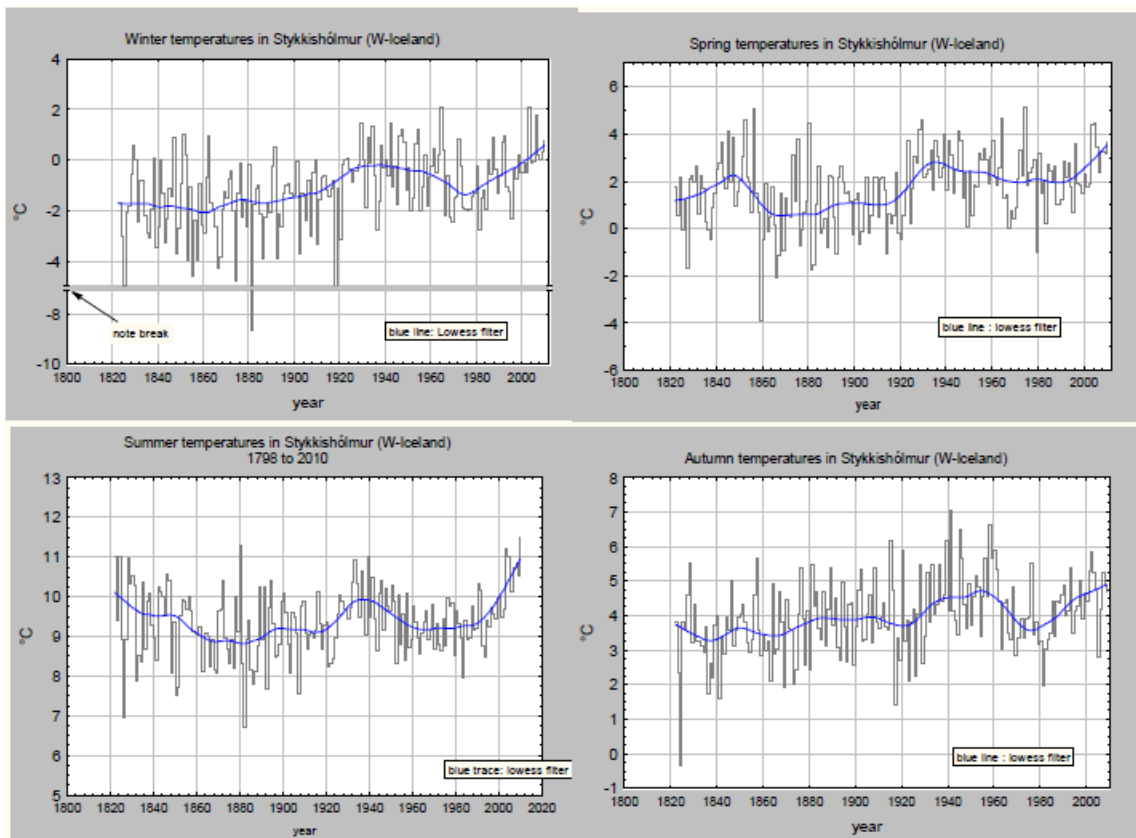 Winter temperatures in Stykkishólmur (W-Iceland)
4
2
0
-2
-4
-8
-10
°C
note break
blue line: Lowess filter
1800 1820 1840 1860 1880 1900 1920 1940 1960 1980 2000
year
Spring temperatures in Stykkishólmur (W-Iceland)
6
4
2
0
-2
-4
-6
°C
blue line : lowess filter
1800 1820 1840 1860 1880 1900 1920 1940 1960 1980 2000
year
Summer temperatures in Stykkishólmur (W-Iceland)
1798 to 2010
13
12
11
10
9
8
7
6
5
°C
blue trace: lowess filter
1800 1820 1840 1860 1880 1900 1920 1940 1960 1980 2000 2020
year
Autumn temperatures in Stykkishólmur (W-Iceland)
8
7
6
5
4
3
2
1
0
-1
°C
blue line : lowess filter
1800 1820 1840 1860 1880 1900 1920 1940 1960 1980 2000
year